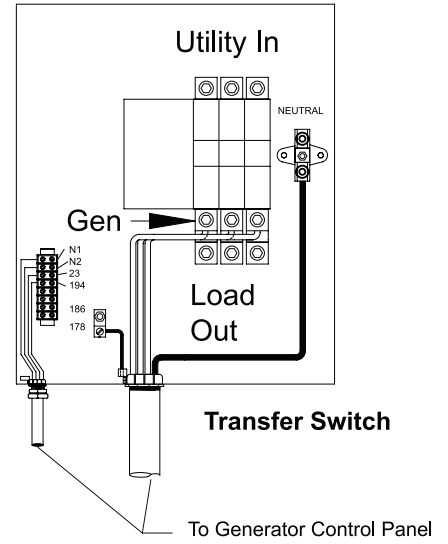 Utility In
NEUTRAL
Gen
N1
N2
23
194
Load
Out
186
178
Transfer Switch
To Generator Control Panel